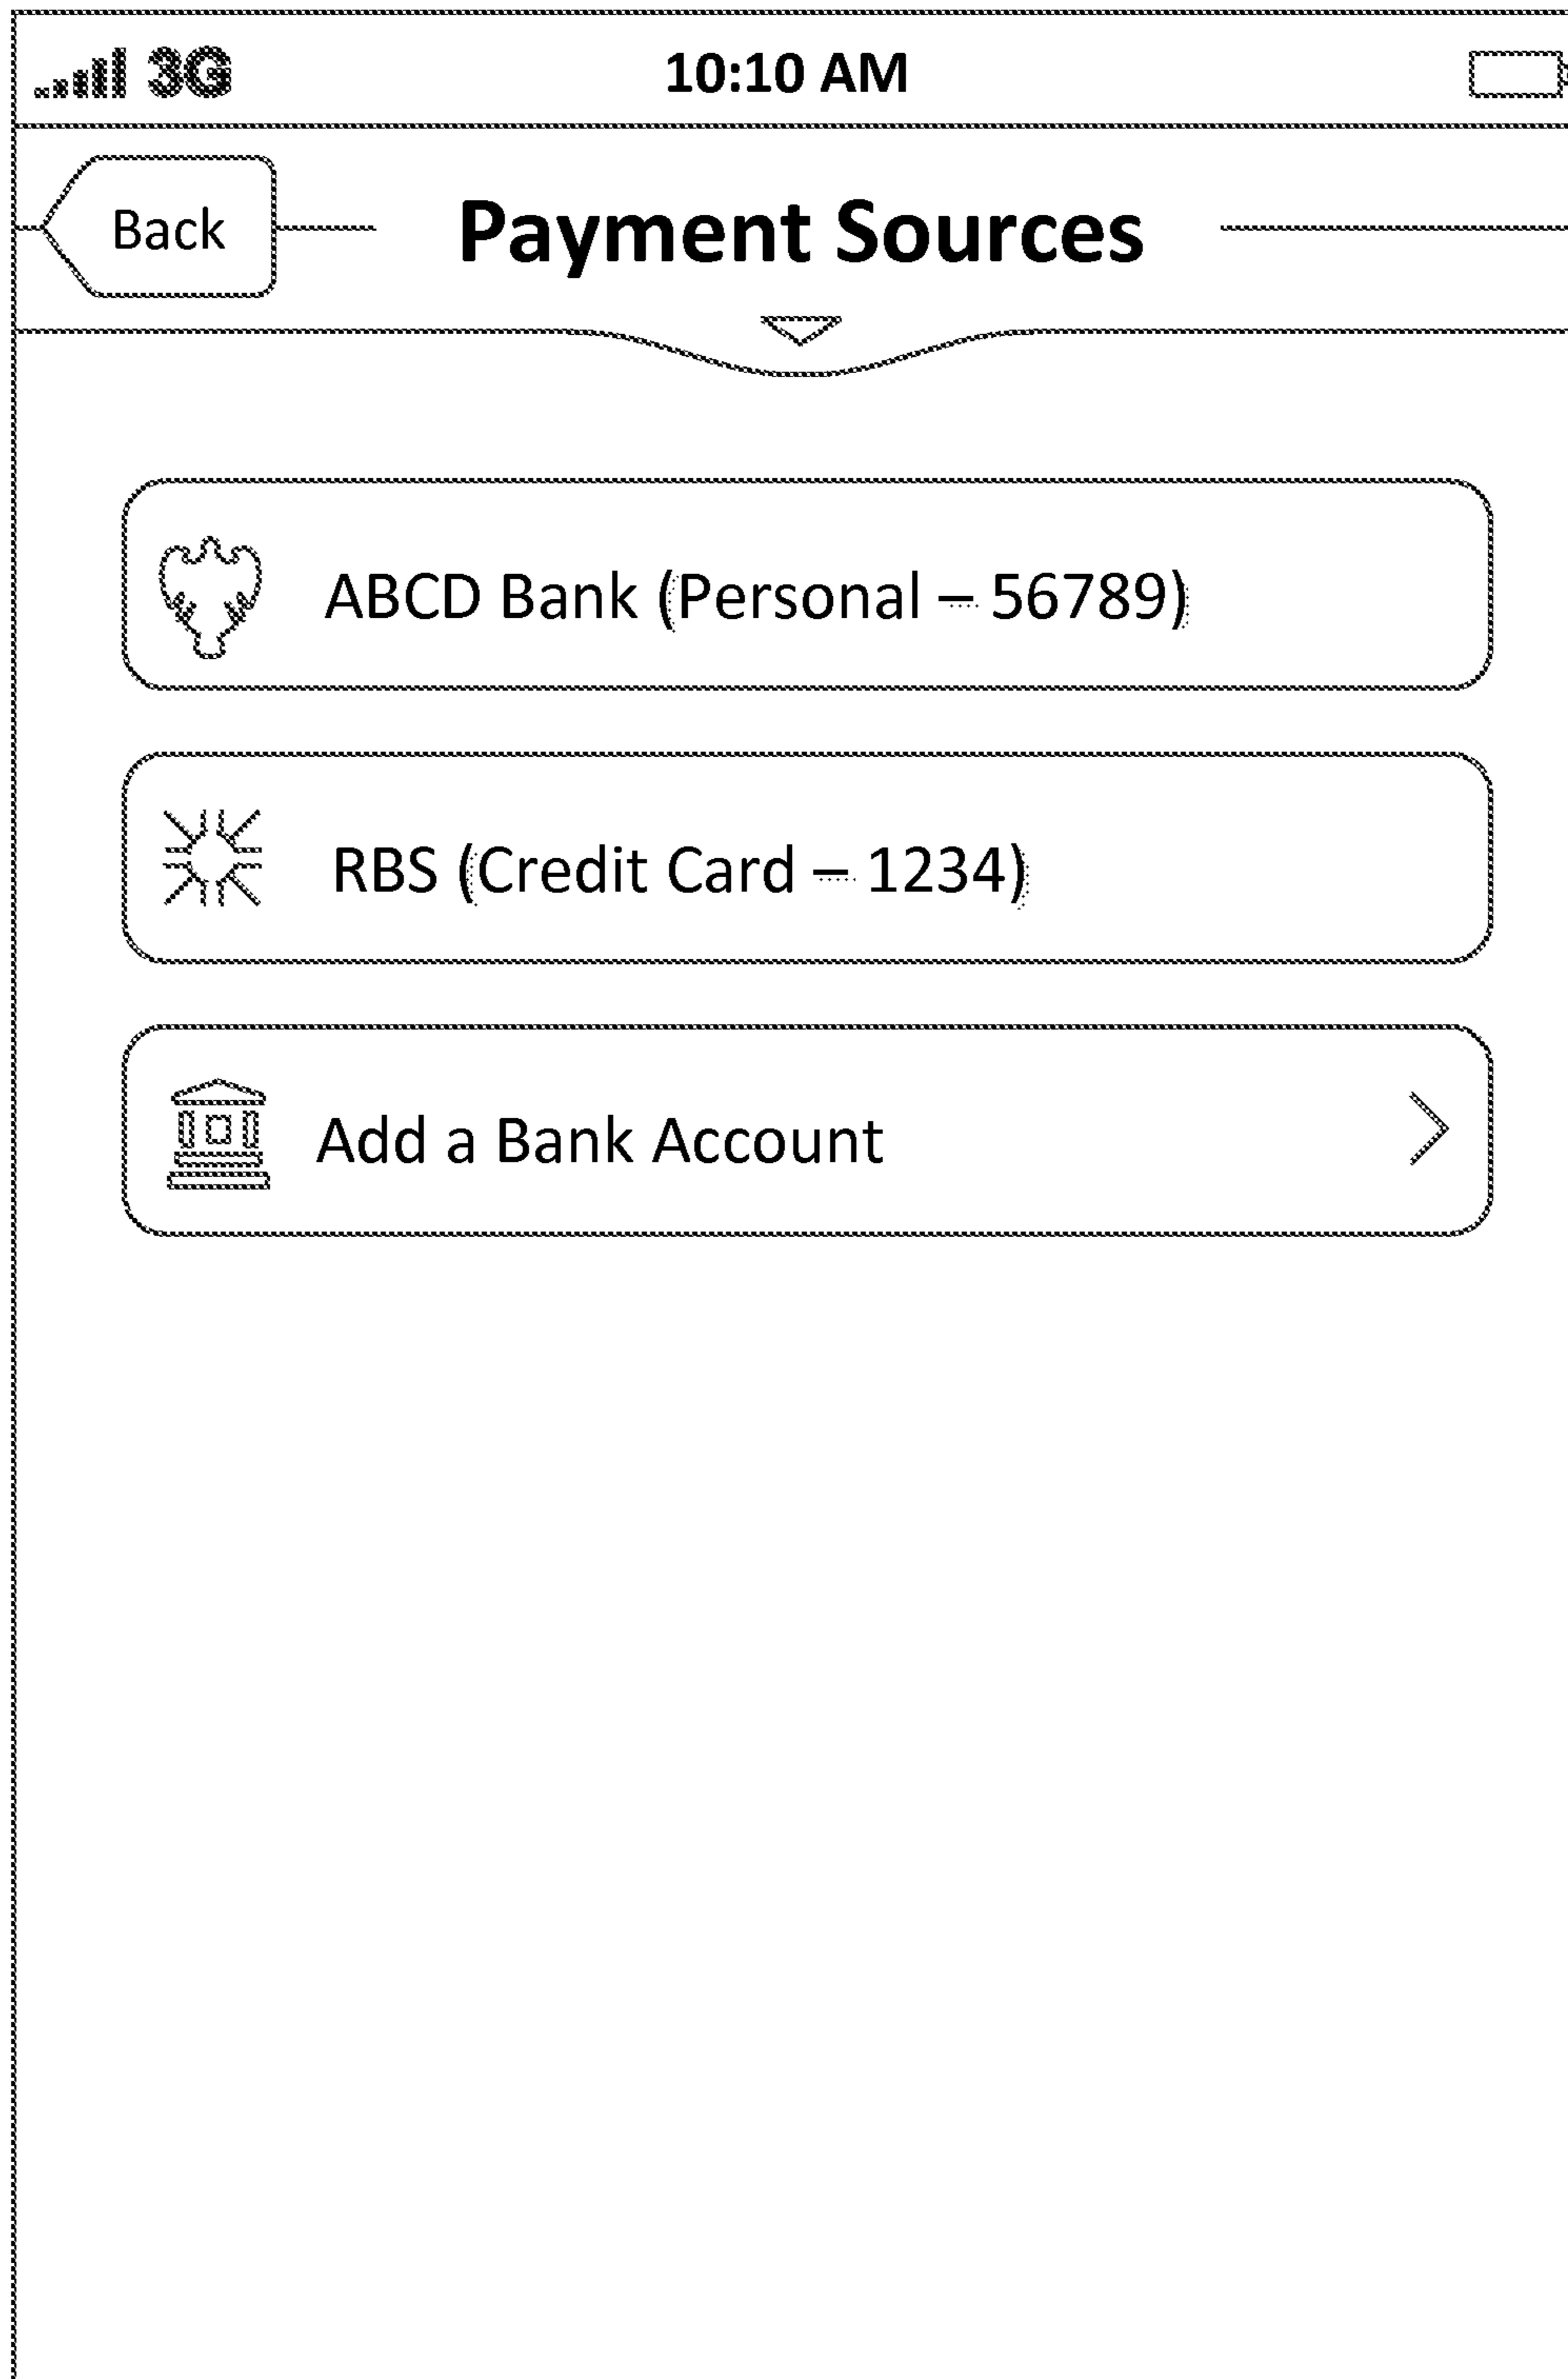 3G
10:10 AM
Back
Payment Sources
ABCD Bank (Personal – 56789)
RBS (Credit Card – 1234)
Add a Bank Account